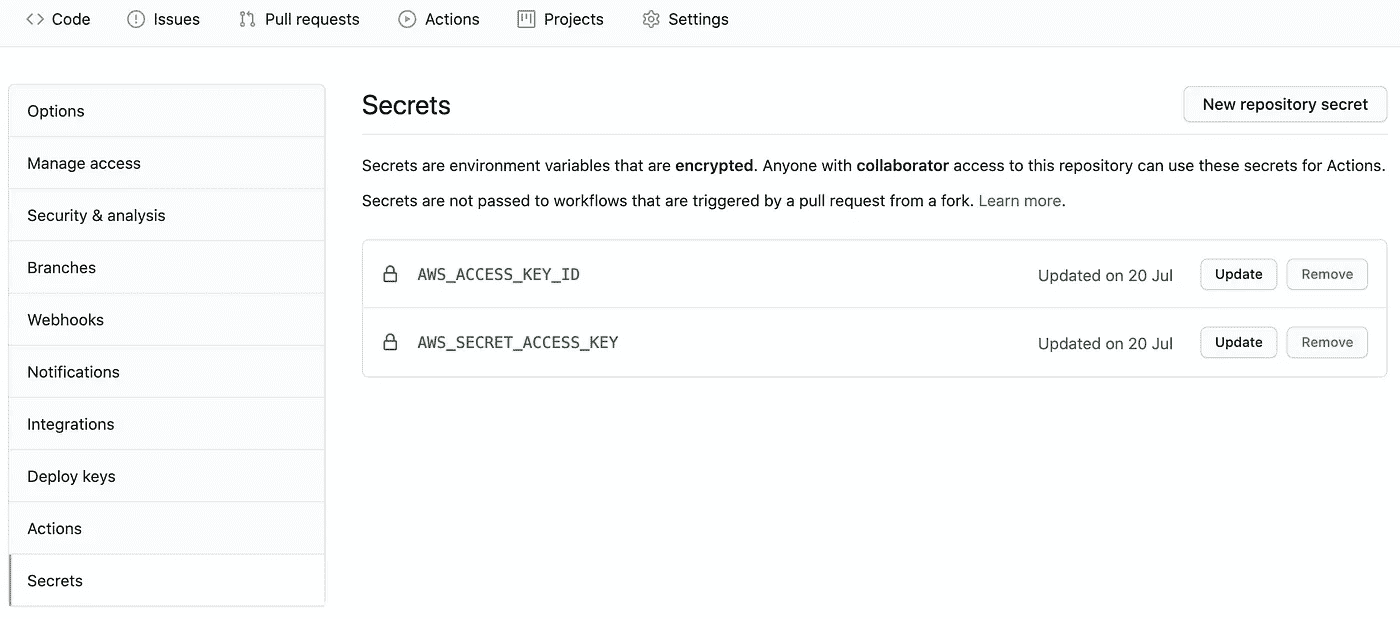 Code Issues Pull requests Actions Projects Settings
Options
Manage access
Security & analysis
Branches
Webhooks
Notifications
Integrations
Deploy keys
Actions
Secrets
Secrets
New repository secret
Secrets are environment variables that are encrypted. Anyone with collaborator access to this repository can use these secrets for Actions.
Secrets are not passed to workflows that are triggered by a pull request from a fork. Learn more.
AWS_ACCESS_KEY_ID Updated on 20 Jul Update Remove
AWS_SECRET_ACCESS_KEY Updated on 20 Jul Update Remove